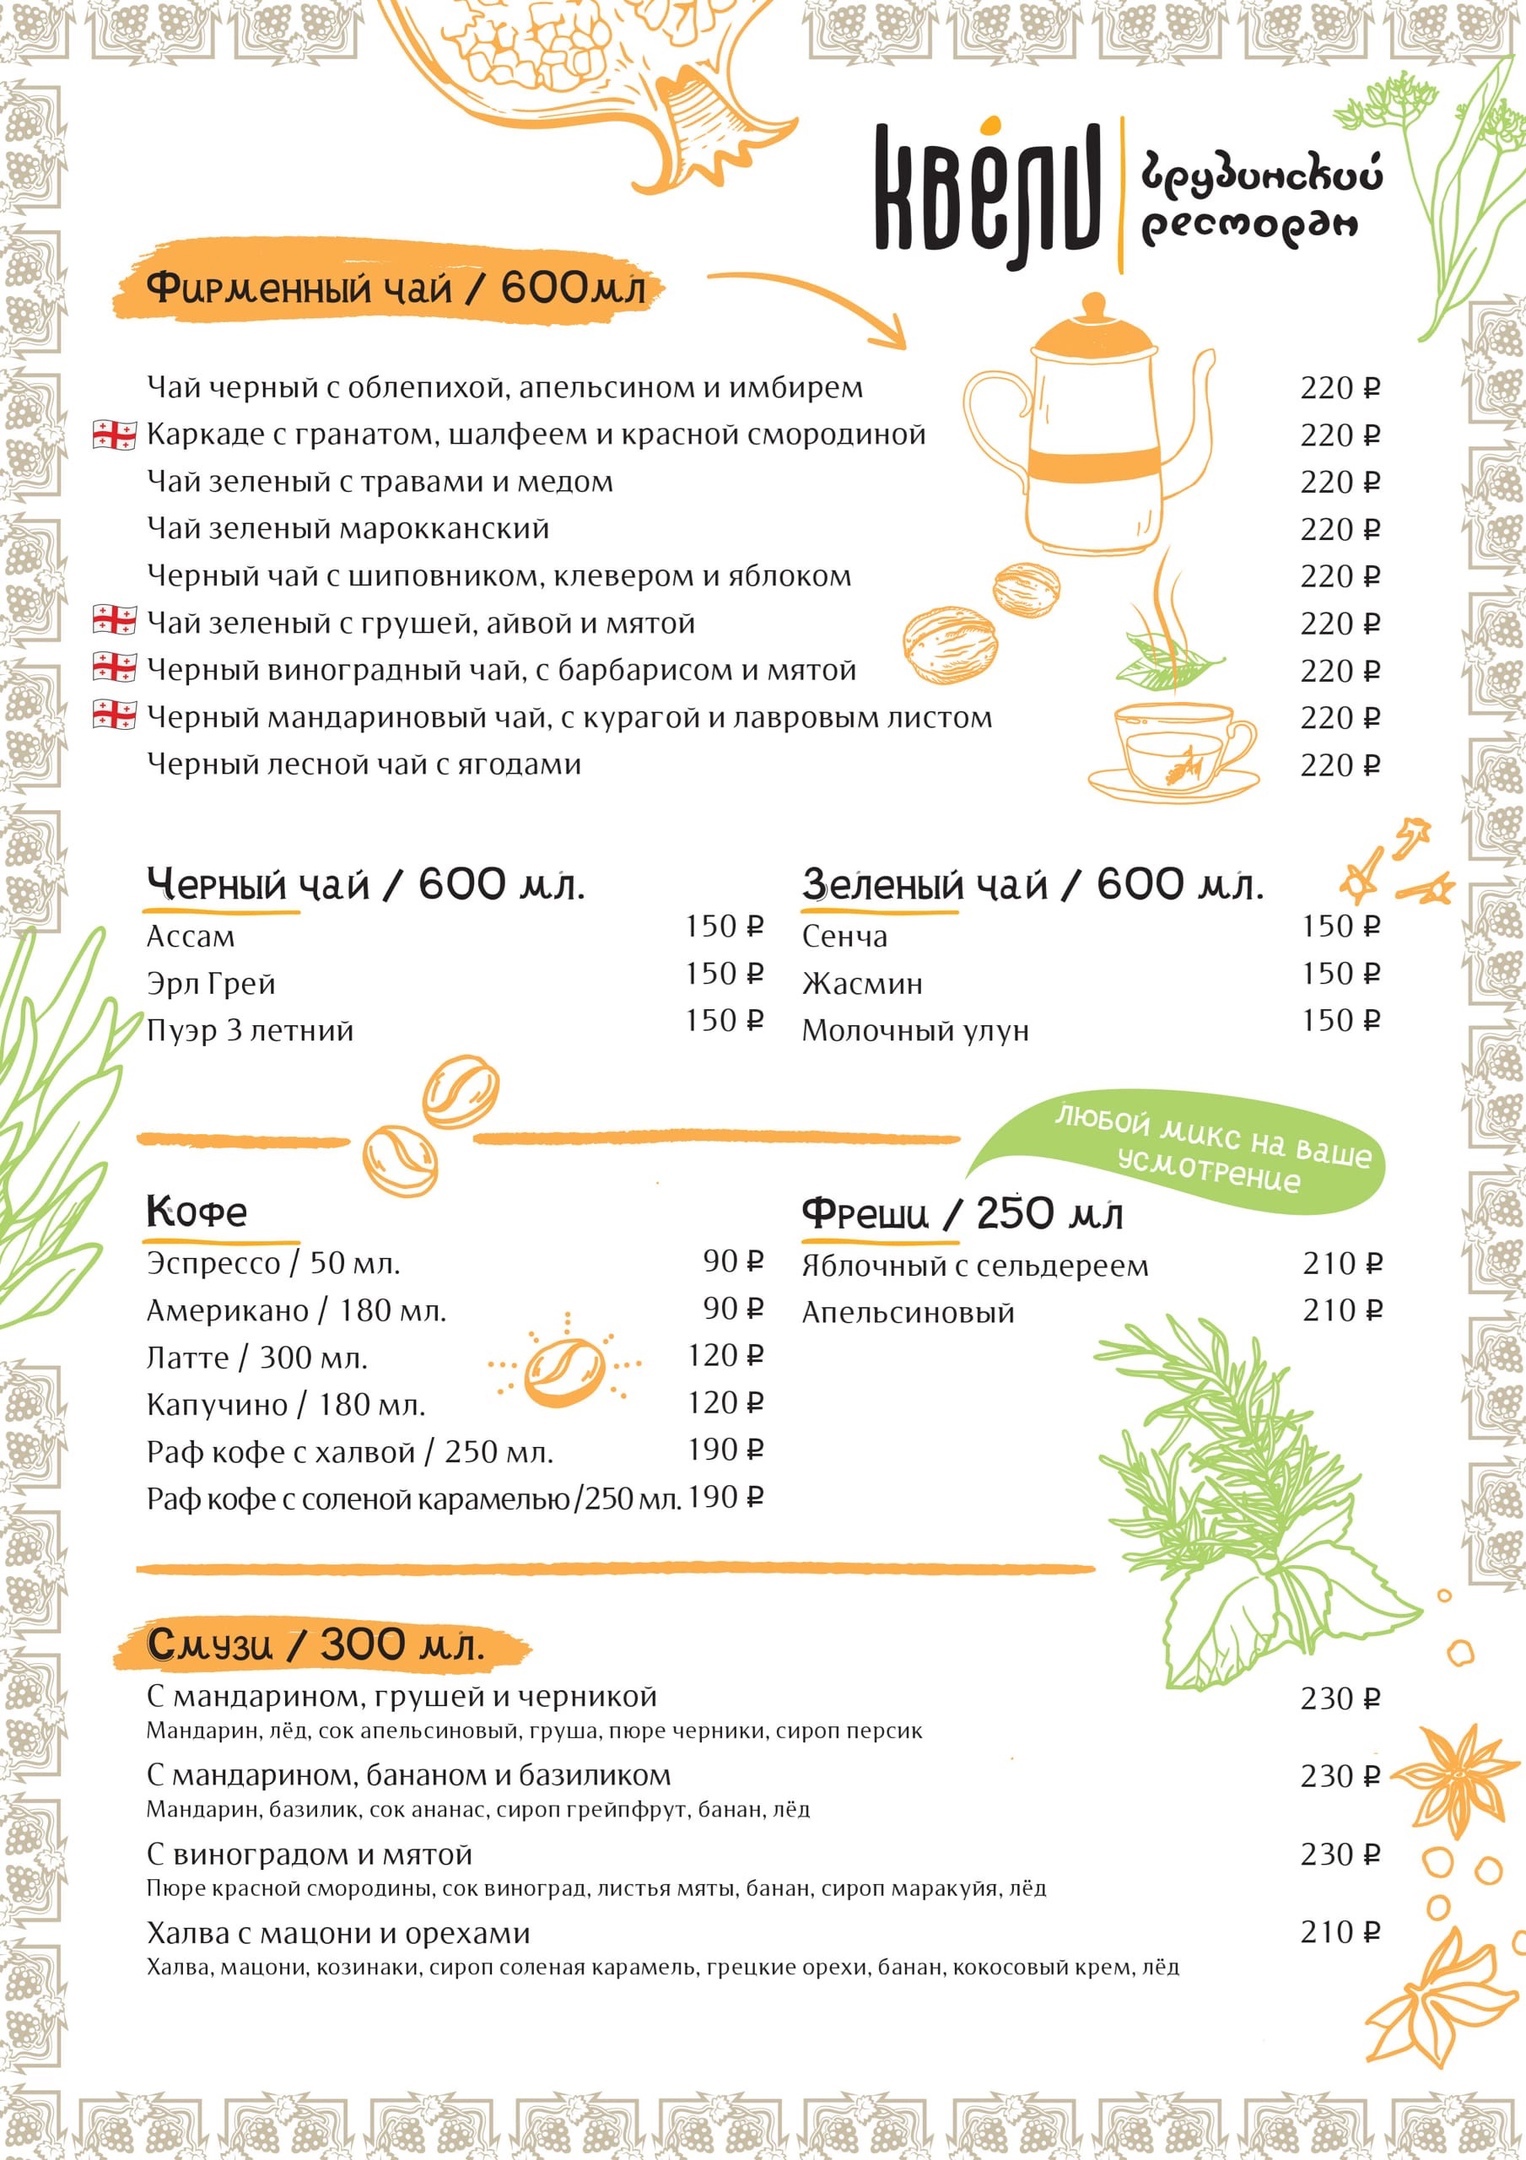 квели
грузинский
ресторан
Фирменный чай / 600мл
Чай черный с облепихой, апельсином и имбирем 220 ₽
Каркаде с гранатом, шалфеем и красной смородиной 220 ₽
Чай зеленый с травами и медом 220 ₽
Чай зеленый марокканский 220 ₽
Черный чай с шиповником, клевером и яблоком 220 ₽
Чай зеленый с грушей, айвой и мятой 220 ₽
Черный виноградный чай, с барбарисом и мятой 220 ₽
Черный мандариновый чай, с курагой и лавровым листом 220 ₽
Черный лесной чай с ягодами 220 ₽
Черный чай / 600 мл.
Ассам 150 ₽
Эрл Грей 150 ₽
Пуэр 3 летний 150 ₽
Зеленый чай / 600 мл.
Сенча 150 ₽
Жасмин 150 ₽
Молочный улун 150 ₽
Кофе
Эспрессо / 50 мл. 90 ₽
Американо / 180 мл. 90 ₽
Латте / 300 мл. 120 ₽
Капучино / 180 мл. 120 ₽
Раф кофе с халвой / 250 мл. 190 ₽
Раф кофе с соленой карамелью /250 мл. 190 ₽
любой микс на ваше
усмотрение
Фреши / 250 мл
Яблочный с сельдереем 210 ₽
Апельсиновый 210 ₽
Смузи / 300 мл.
С мандарином, грушей и черникой 230 ₽
Мандарин, лёд, сок апельсиновый, груша, пюре черники, сироп персик
С мандарином, бананом и базиликом 230 ₽
Мандарин, базилик, сок ананас, сироп грейпфрут, банан, лёд
С виноградом и мятой 230 ₽
Пюре красной смородины, сок виноград, листья мяты, банан, сироп маракуйя, лёд
Халва с мацони и орехами 210 ₽
Халва, мацони, козинаки, сироп соленая карамель, грецкие орехи, банан, кокосовый крем, лёд